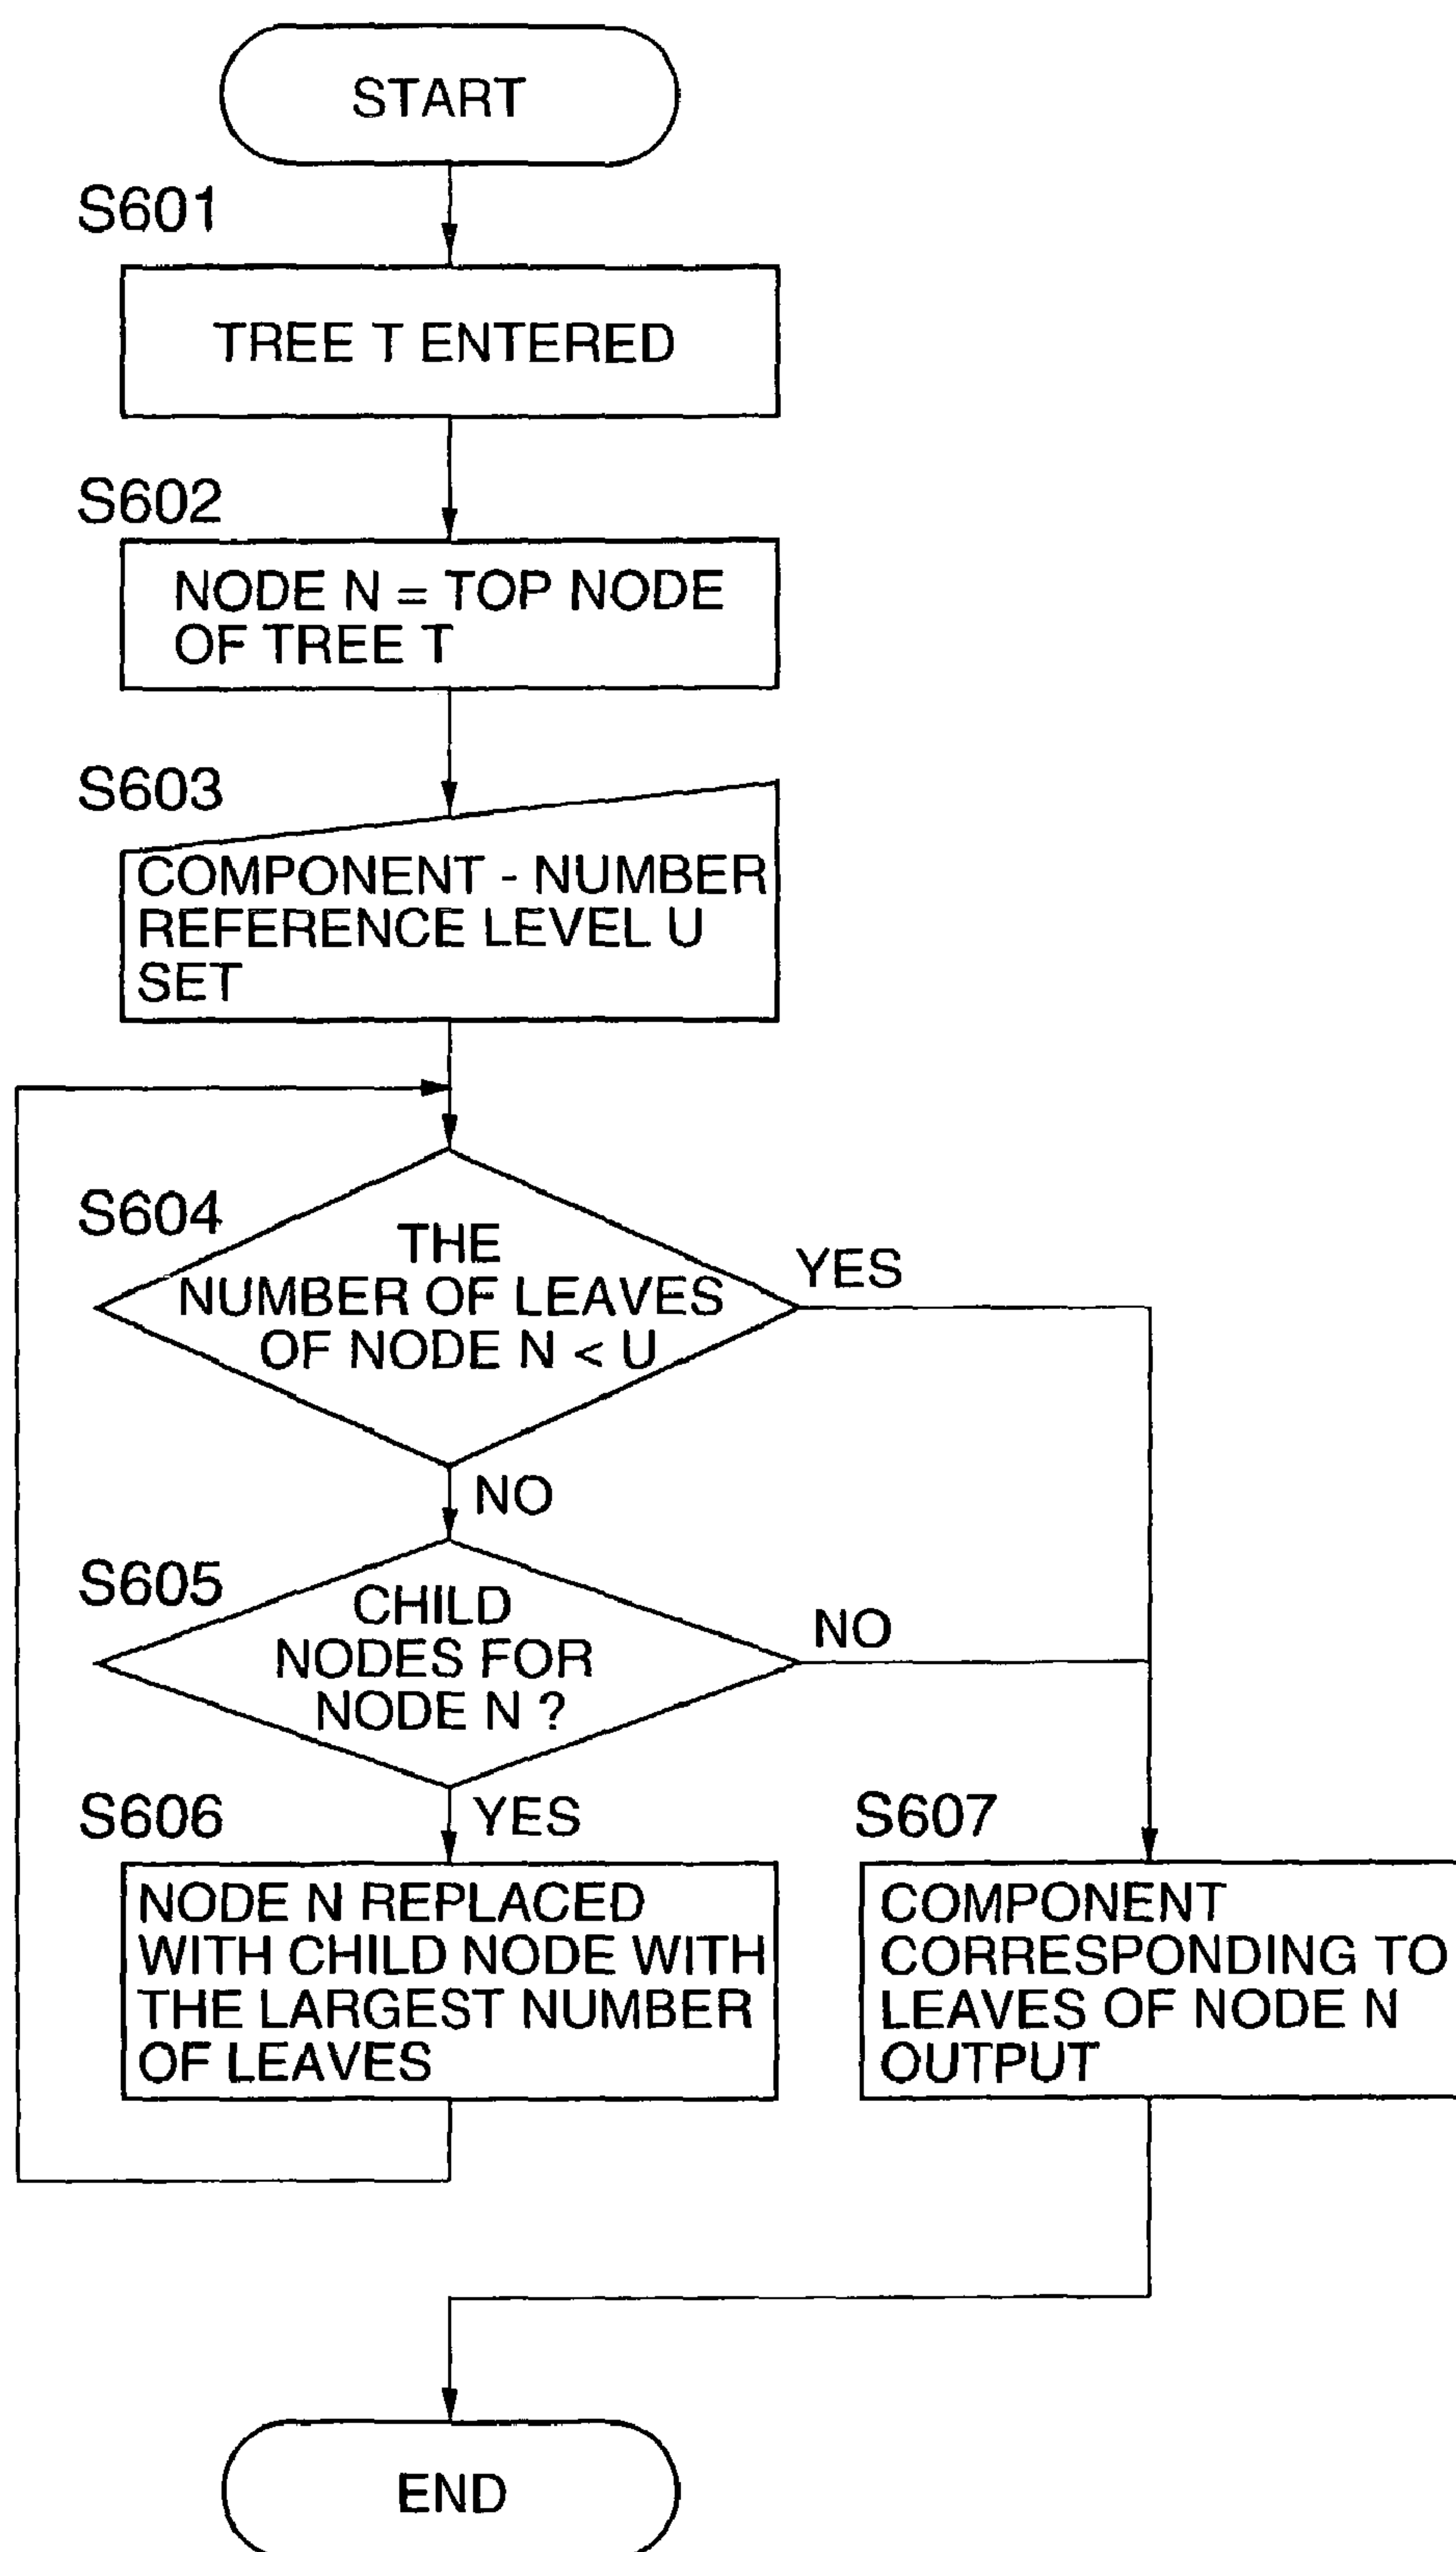 START
S601
TREE T ENTERED
S602
NODE N = TOP NODE
OF TREE T
S603
COMPONENT - NUMBER
REFERENCE LEVEL U
SET
S604
THE
NUMBER OF LEAVES
OF NODE N < U
YES
NO
S605
CHILD
NODES FOR
NODE N ?
NO
YES
S606
NODE N REPLACED
WITH CHILD NODE WITH
THE LARGEST NUMBER
OF LEAVES
S607
COMPONENT
CORRESPONDING TO
LEAVES OF NODE N
OUTPUT
END